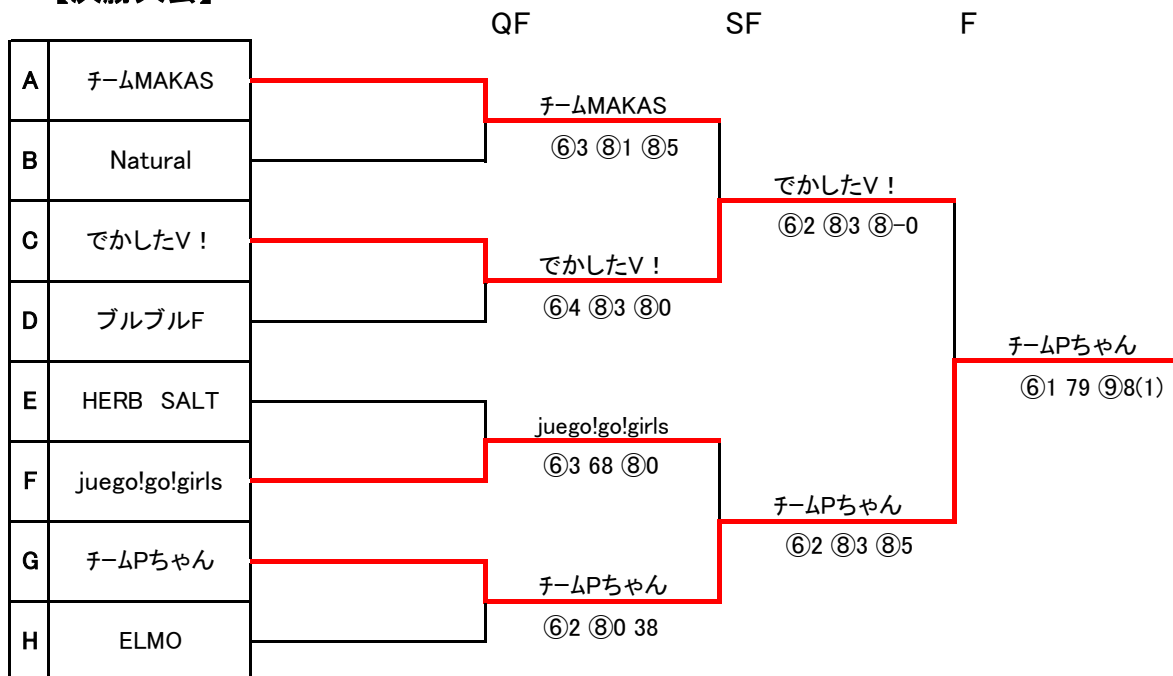 QF SF F
A チームMAKAS
チームMAKAS
⑥3 ⑧1 ⑧5
B Natural
でかしたV！
⑥2 ⑧3 ⑧-0
C でかしたV！
でかしたV！
⑥4 ⑧3 ⑧0
D ブルブルF
チームPちゃん
⑥1 79 ⑨8(1)
E HERB　SALT
juego!go!girls
⑥3 68 ⑧0
F juego!go!girls
チームPちゃん
⑥2 ⑧3 ⑧5
G チームPちゃん
チームPちゃん
⑥2 ⑧0 38
H ELMO